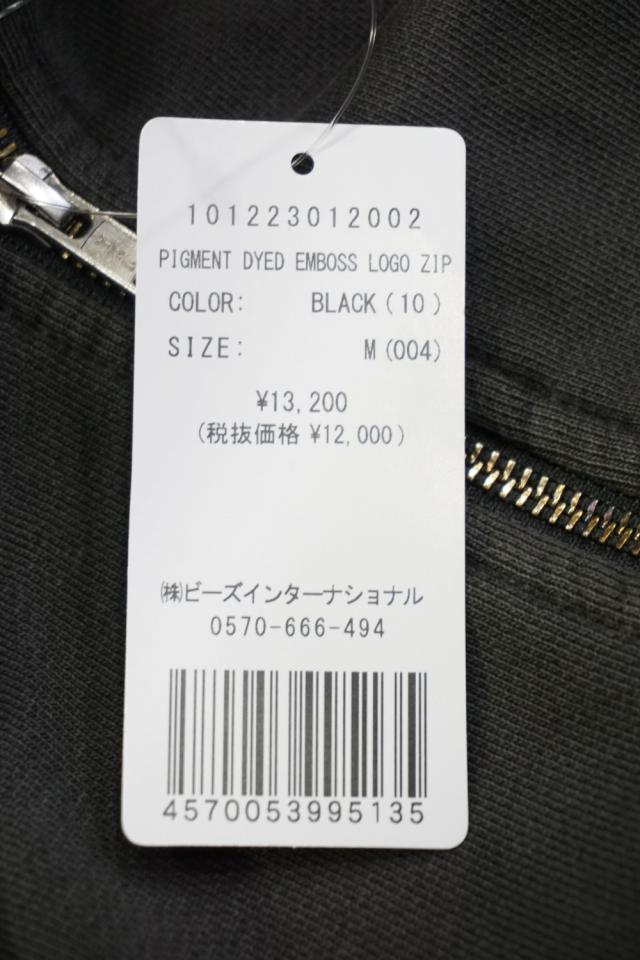 101223012002
PIGMENT DYED EMBOSS LOGO ZIP
COLOR: BLACK(10)
SIZE: M(004)
¥13,200
(税抜価格 ¥12,000)
㈱ビーズインターナショナル
0570-666-494
4570053995135